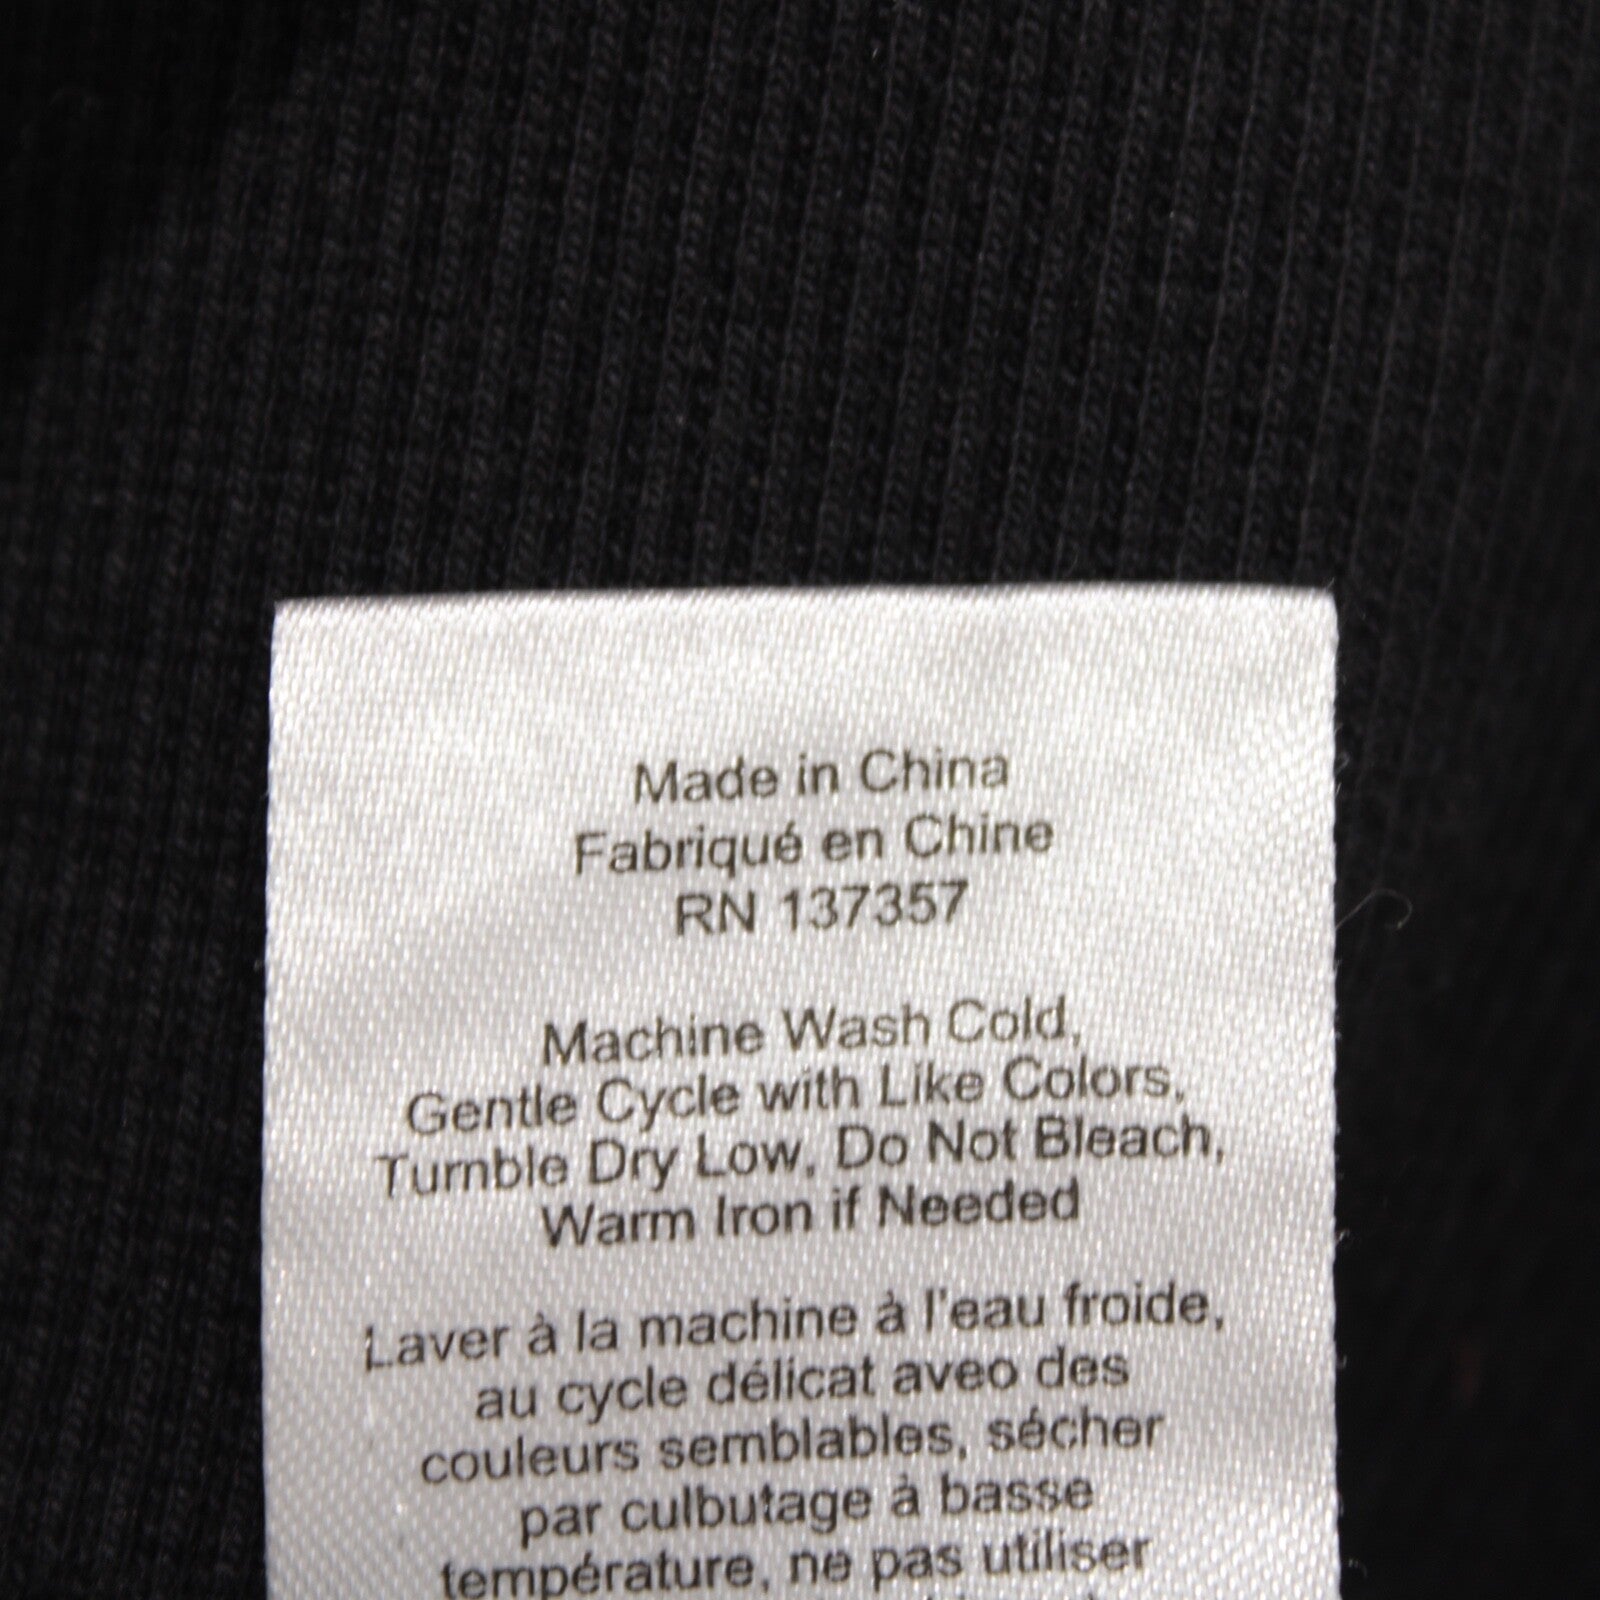 Made in China
Fabriqué en Chine
RN 137357
Machine Wash Cold,
Gentle Cycle with Like Colors,
Tumble Dry Low, Do Not Bleach,
Warm Iron if Needed
Laver à la machine à l'eau froide,
au cycle délicat aveo des
couleurs semblables, sécher
par culbutage à basse
température, ne pas utiliser